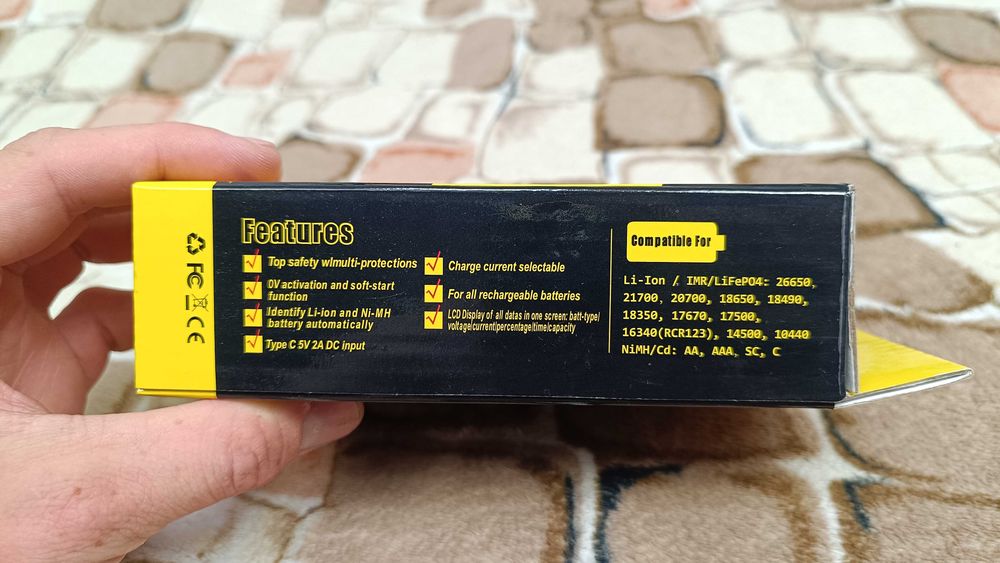 Features
Top safety w/multi-protections
0V activation and soft-start
function
Identify Li-ion and Ni-MH
battery automatically
Type C 5V 2A DC input
Charge current selectable
For all rechargeable batteries
LCD Display of all datas in one screen: batt-type/
voltage/current/percentage/time/capacity
Compatible For
Li-Ion / IMR/LiFePO4: 26650,
21700, 20700, 18650, 18490,
18350, 17670, 17500,
16340(RCR123), 14500, 10440
NiMH/Cd: AA, AAA, SC, C
FC
CE